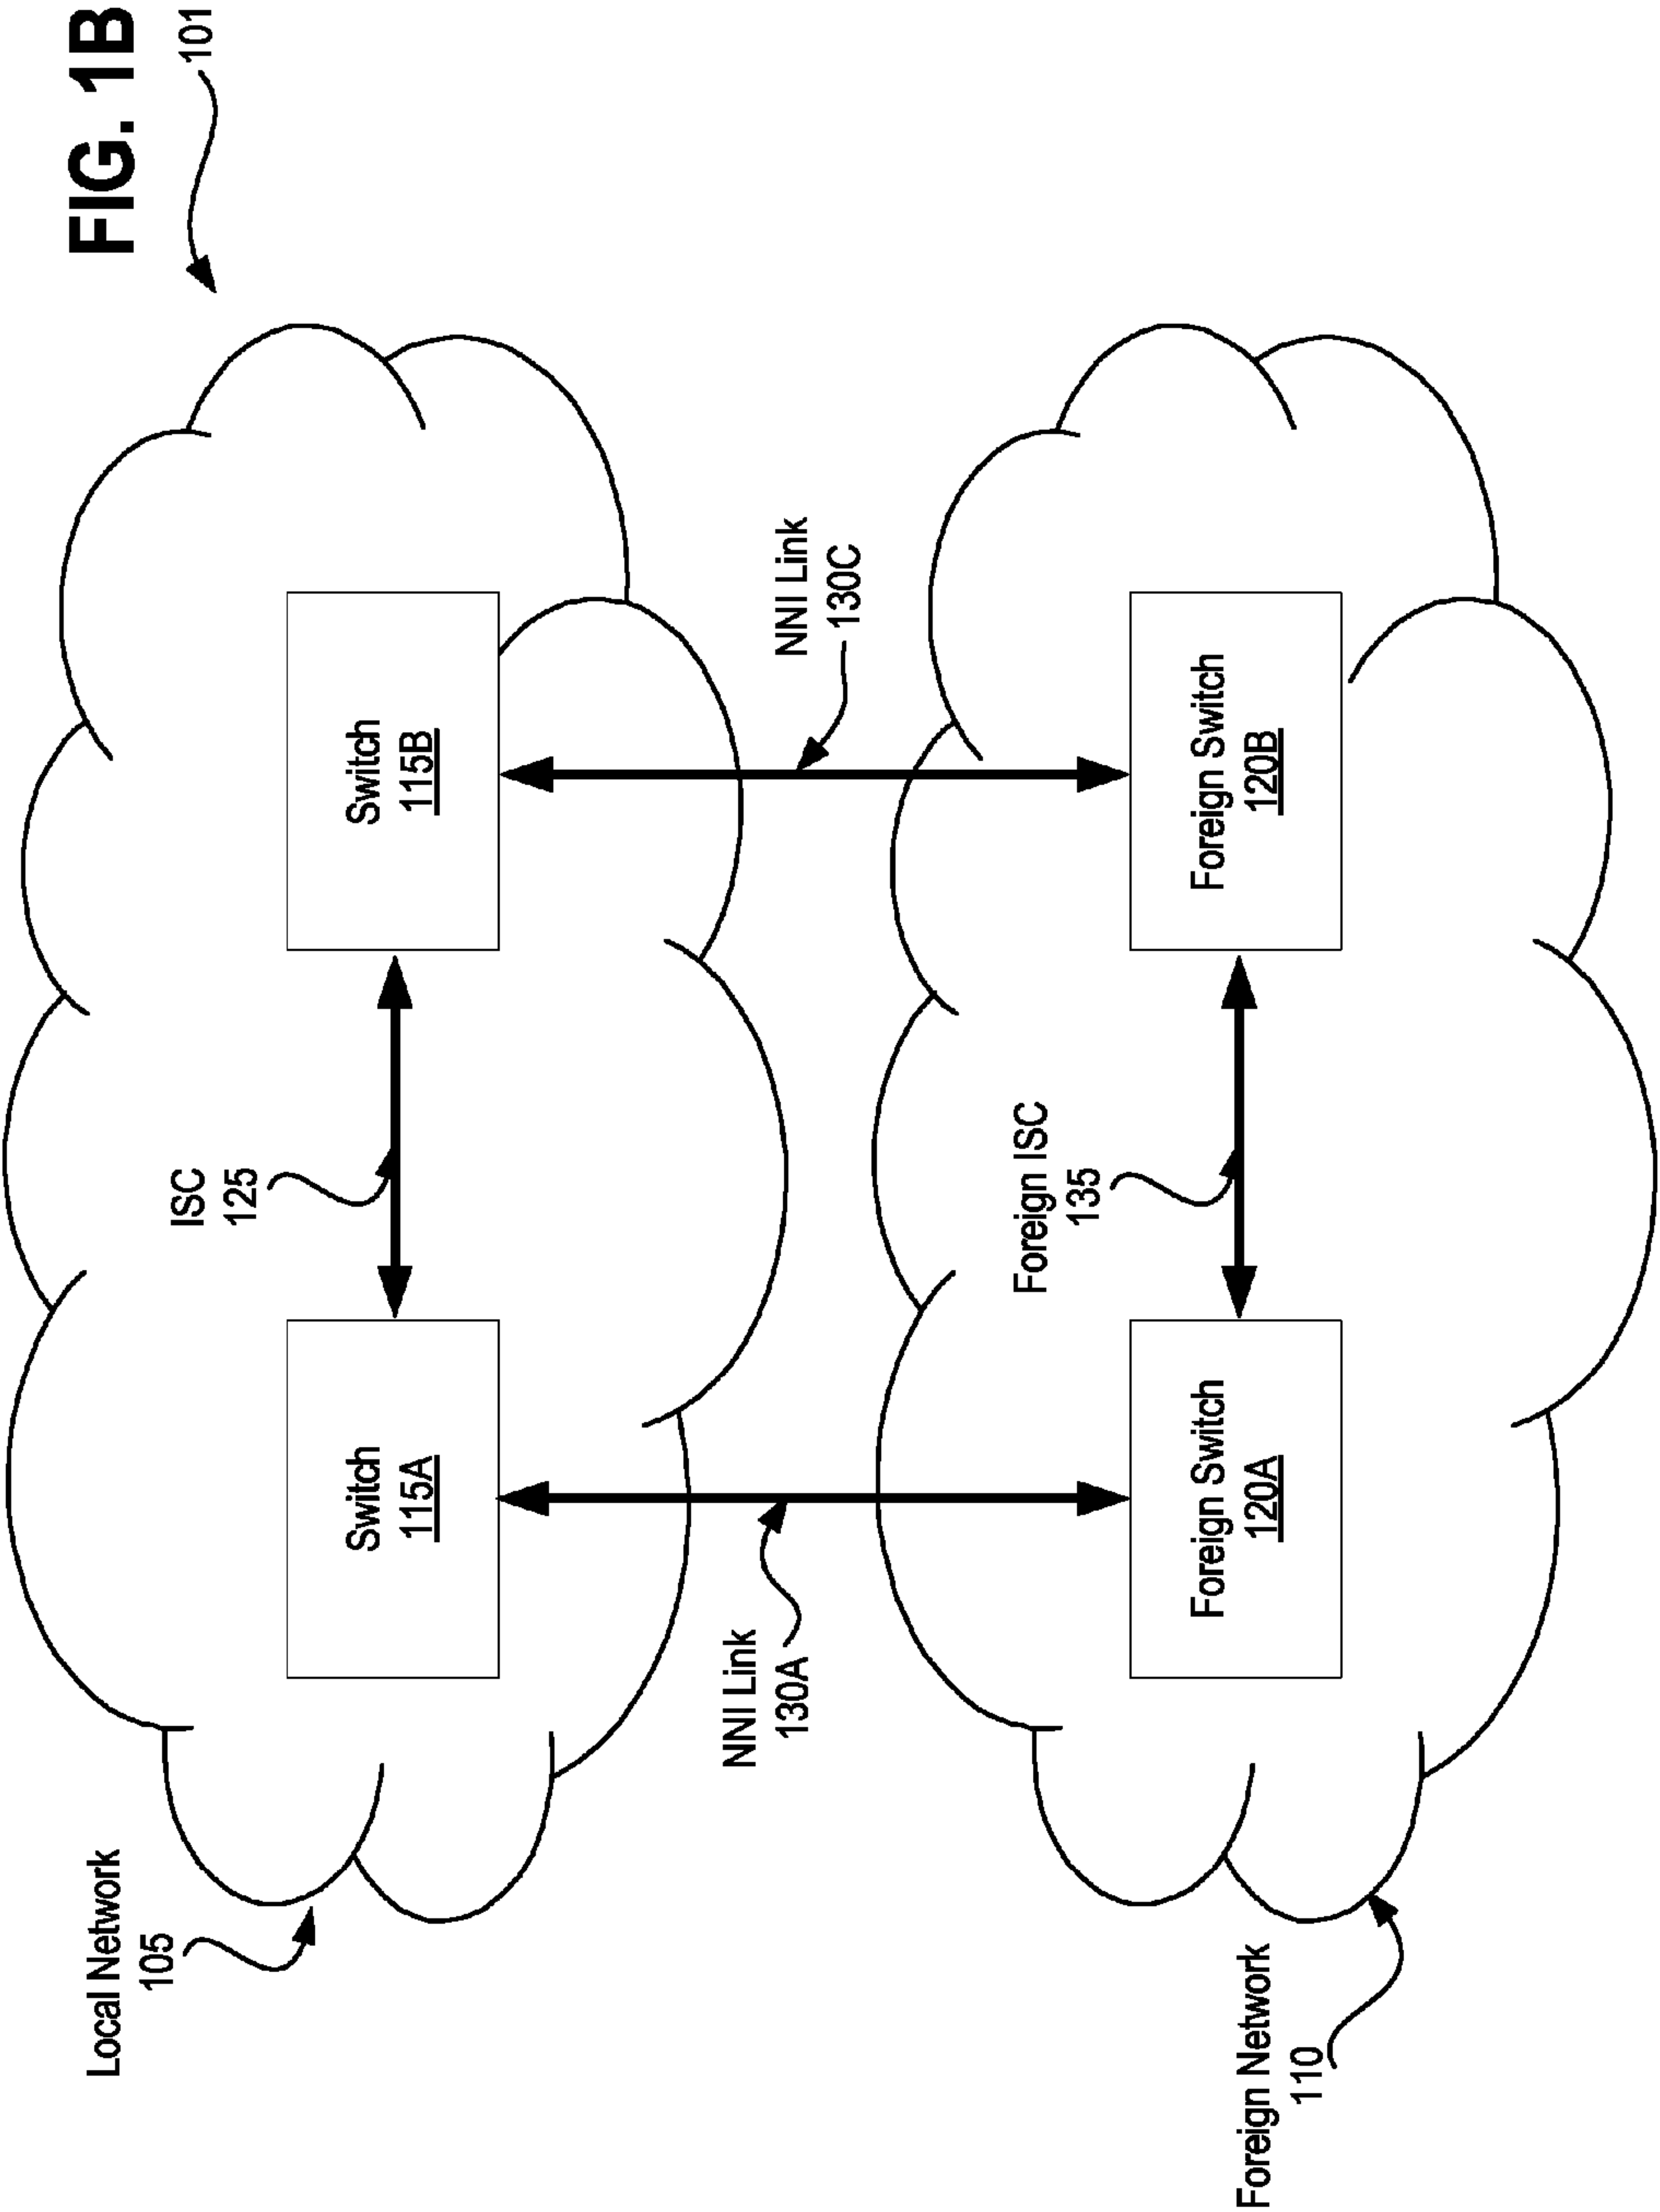 FIG. 1B
101
Local Network
105
ISC
125
Switch
115A
Switch
115B
NNI Link
130A
NNI Link
130C
Foreign ISC
135
Foreign Switch
120A
Foreign Switch
120B
Foreign Network
110